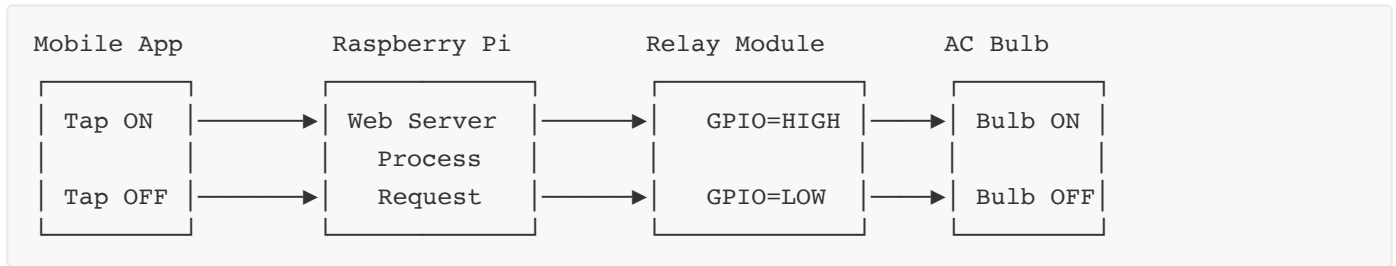 Mobile App Raspberry Pi Relay Module AC Bulb
Tap ON Web Server GPIO=HIGH Bulb ON
Process
Tap OFF Request GPIO=LOW Bulb OFF